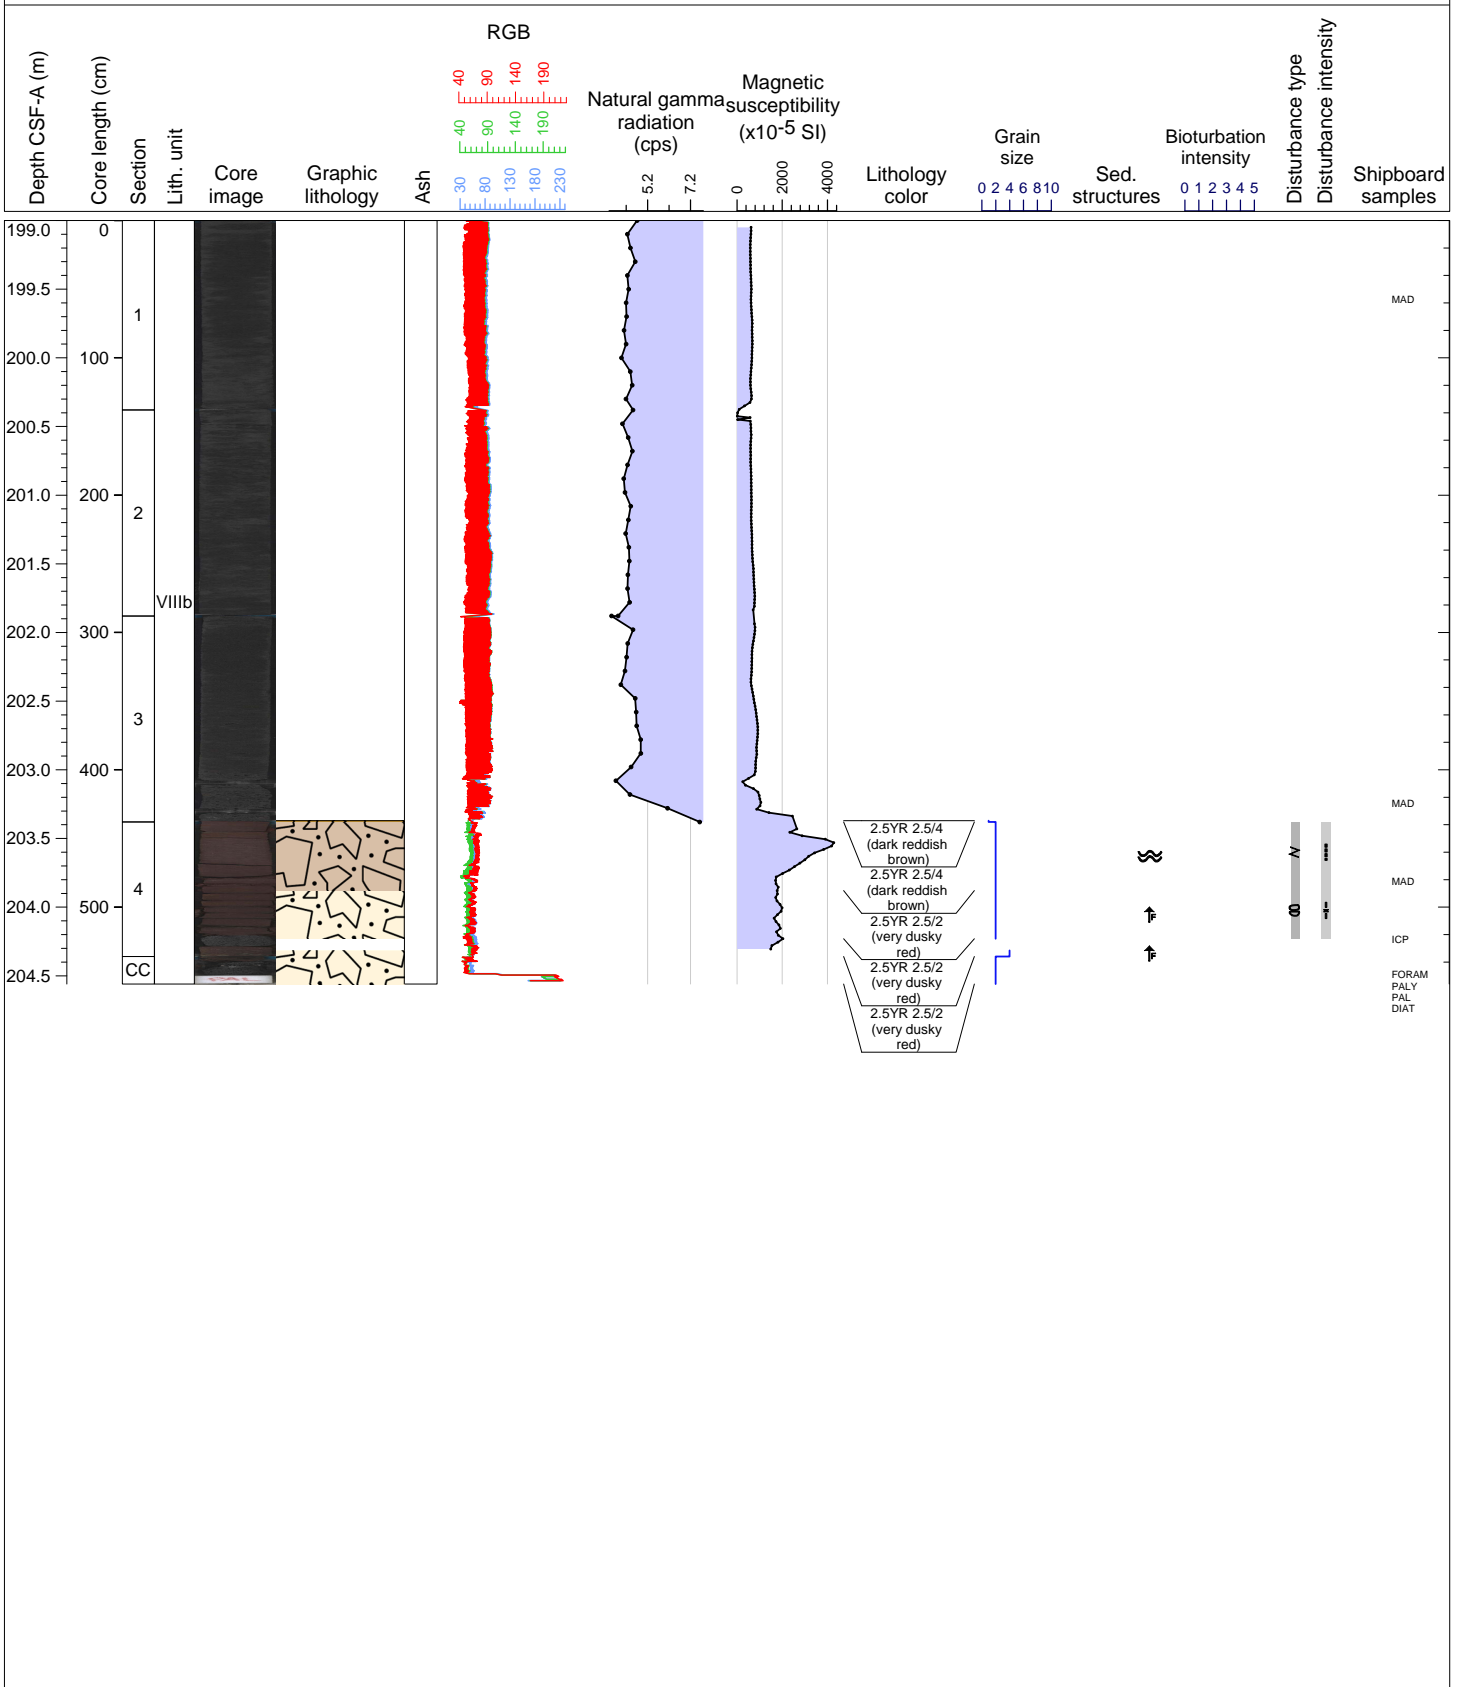 RGB
Depth CSF-A (m)
Core length (cm)
Section
Lith. unit
Core
image
Graphic
lithology
Ash
40 90 140 190
40 90 140 190
30 80 130 180 230
Natural gamma
radiation
(cps)
5.2 7.2
Magnetic
susceptibility
(x10-5 SI)
0 2000 4000
Lithology
color
Grain
size
0 2 4 6 8 10
Sed.
structures
Bioturbation
intensity
0 1 2 3 4 5
Disturbance type
Disturbance intensity
Shipboard
samples
199.0
199.5
200.0
200.5
201.0
201.5
202.0
202.5
203.0
203.5
204.0
204.5
0
100
200
300
400
500
1
2
3
4
CC
VIIIb
2.5YR 2.5/4
(dark reddish
brown)
2.5YR 2.5/4
(dark reddish
brown)
2.5YR 2.5/2
(very dusky
red)
2.5YR 2.5/2
(very dusky
red)
2.5YR 2.5/2
(very dusky
red)
F
F
MAD
MAD
MAD
ICP
FORAM
PALY
PAL
DIAT